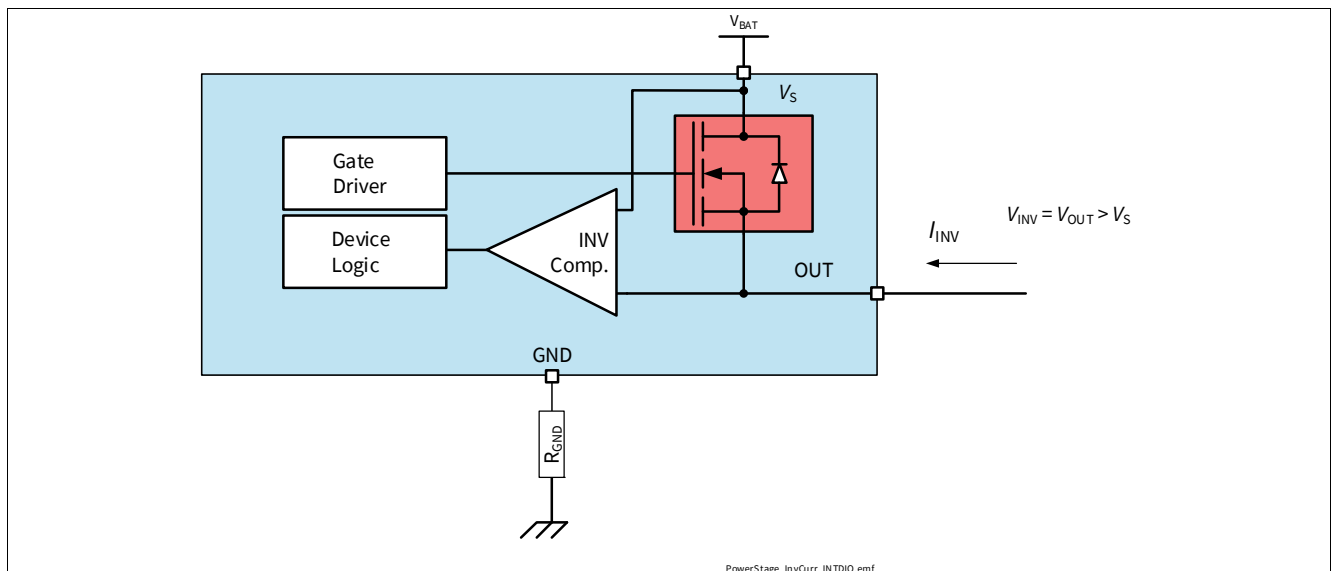 VBAT
VS
Gate
Driver
Device
Logic
INV
Comp.
OUT
IINV
VINV = VOUT > VS
GND
RGND
PowerStage_InvCurr_INTDIO.emf